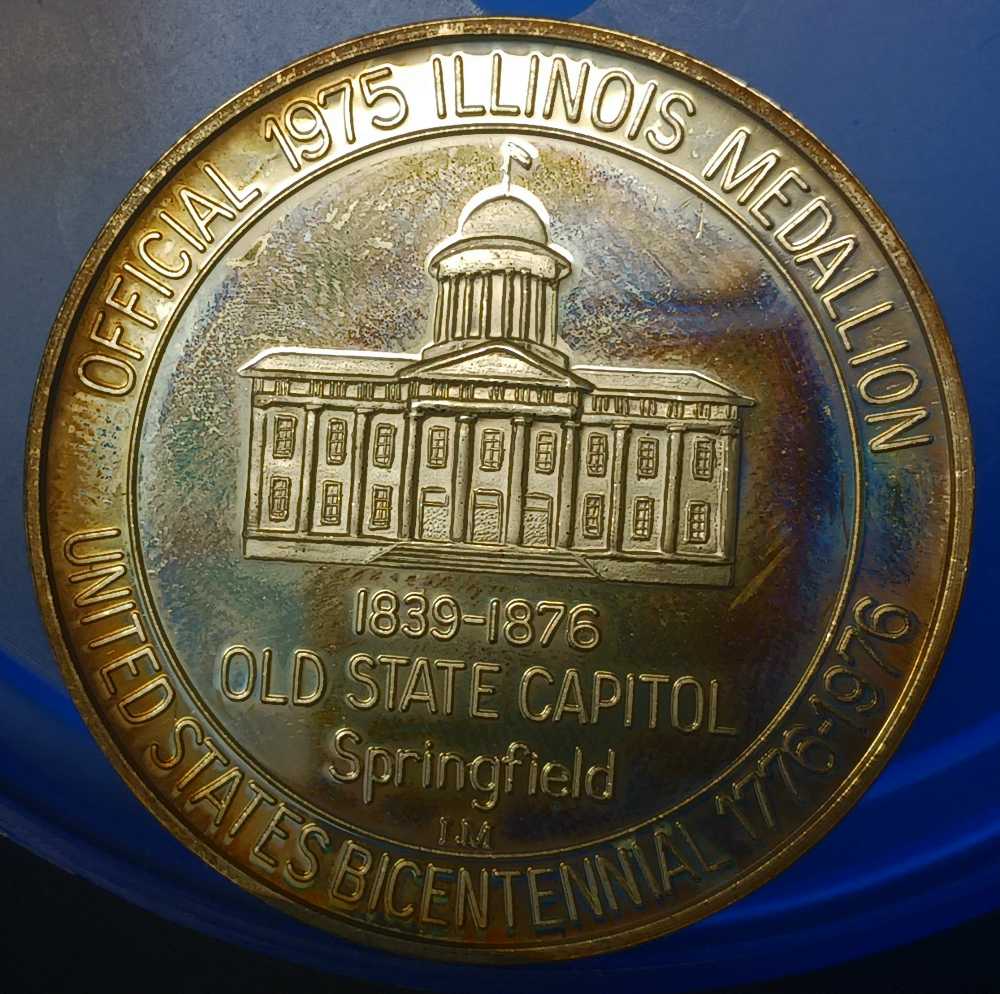 OFFICIAL 1975 ILLINOIS MEDALLION
1839-1876
OLD STATE CAPITOL
Springfield
I.M
UNITED STATES BICENTENNIAL 1776-1976